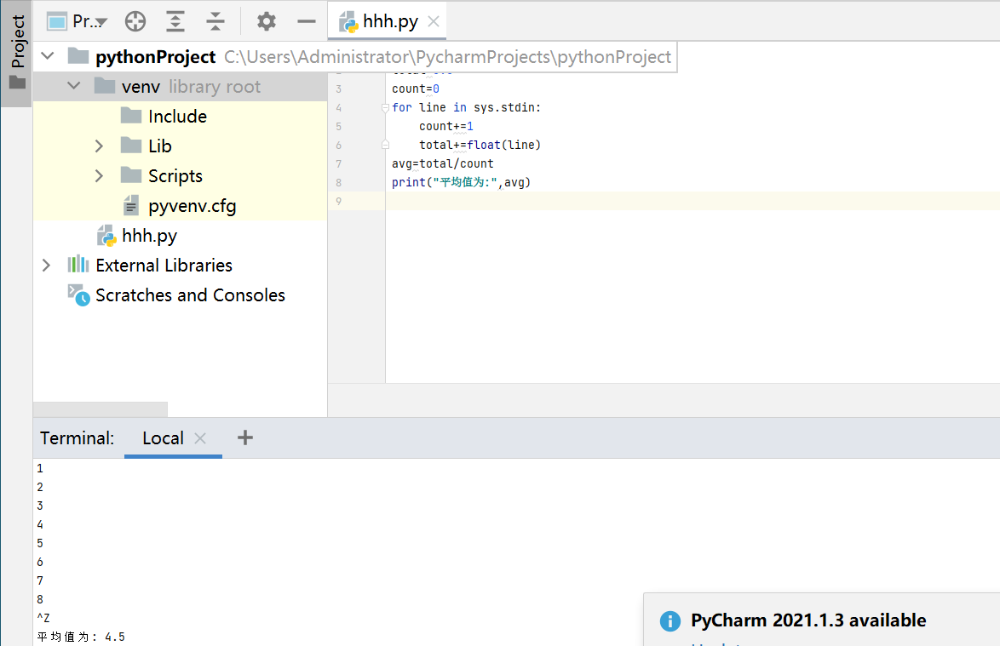 Project
Pr...
hhh.py
pythonProject C:\Users\Administrator\PycharmProjects\pythonProject
venv library root
Include
Lib
Scripts
pyvenv.cfg
hhh.py
External Libraries
Scratches and Consoles
3 count=0
4 for line in sys.stdin:
5 count+=1
6 total+=float(line)
7 avg=total/count
8 print("平均值为:",avg)
9
Terminal: Local
1
2
3
4
5
6
7
8
^Z
平均值为: 4.5
PyCharm 2021.1.3 available